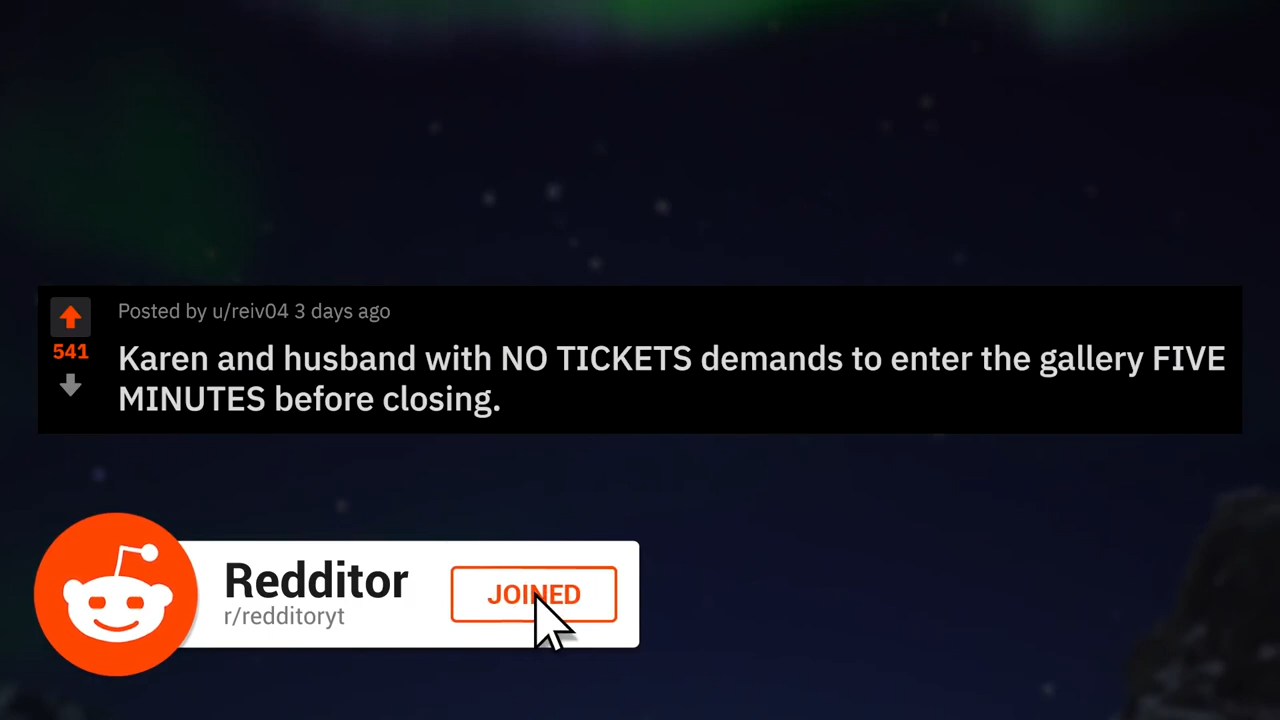 Posted by u/reiv04 3 days ago
541
Karen and husband with NO TICKETS demands to enter the gallery FIVE
MINUTES before closing.
Redditor
r/redditoryt
JOINED